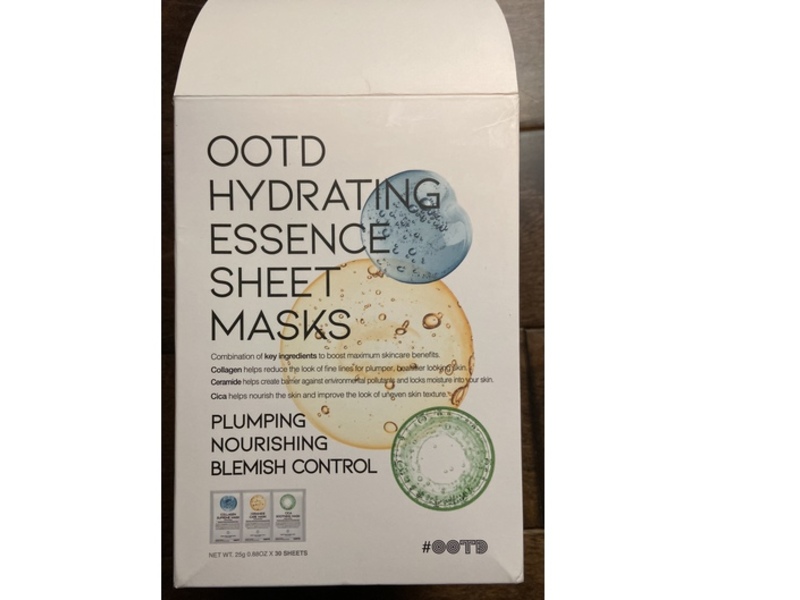 OOTD
HYDRATING
ESSENCE
SHEET
MASKS
Combination of key ingredients to boost maximum skincare benefits.
Collagen helps reduce the look of fine lines for plumper, bouncier looking skin.
Ceramide helps create barrier against environmental pollutants and locks moisture into your skin.
Cica helps nourish the skin and improve the look of uneven skin texture.
PLUMPING
NOURISHING
BLEMISH CONTROL
NET WT. 25g 0.88OZ X 30 SHEETS
#OOTD